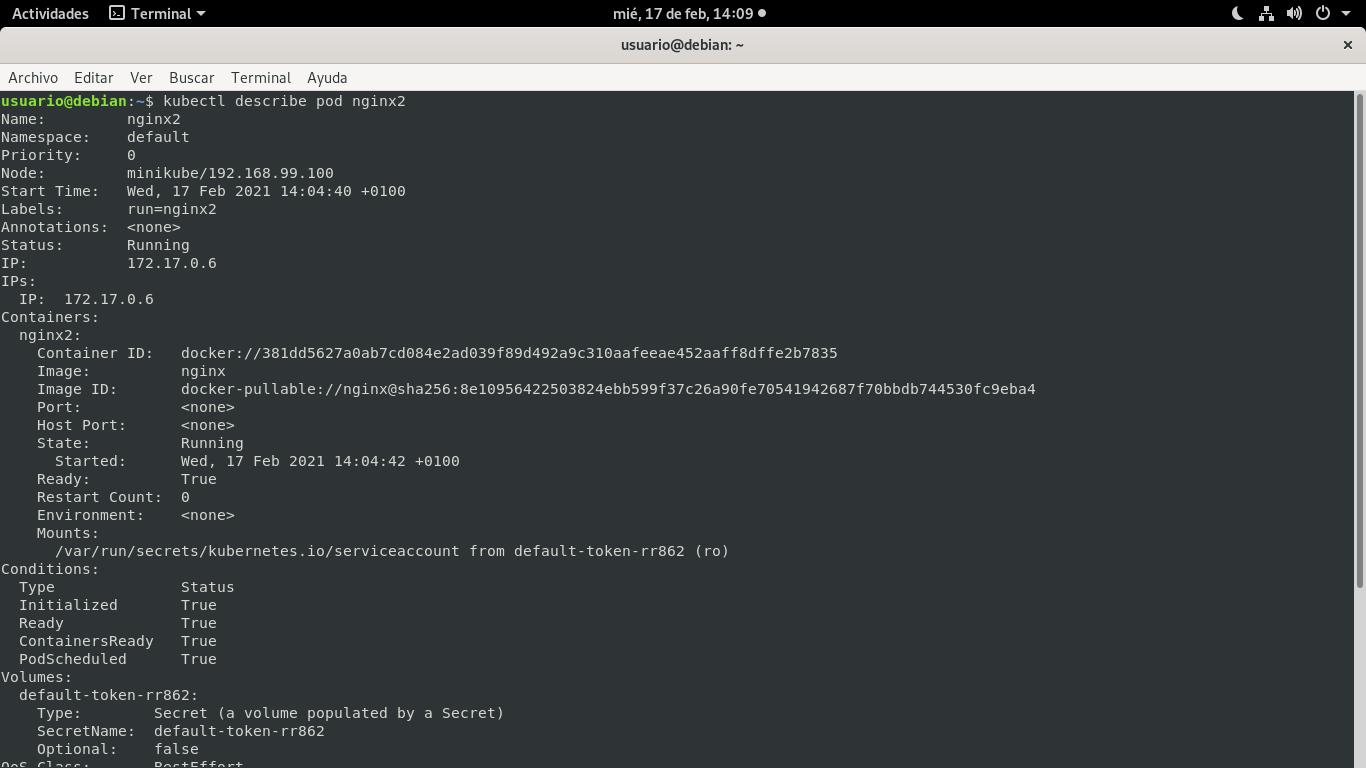 Actividades Terminal mié, 17 de feb, 14:09
usuario@debian: ~
Archivo Editar Ver Buscar Terminal Ayuda
usuario@debian:~$ kubectl describe pod nginx2
Name:         nginx2
Namespace:    default
Priority:     0
Node:         minikube/192.168.99.100
Start Time:   Wed, 17 Feb 2021 14:04:40 +0100
Labels:       run=nginx2
Annotations:  <none>
Status:       Running
IP:           172.17.0.6
IPs:
  IP:  172.17.0.6
Containers:
  nginx2:
    Container ID:   docker://381dd5627a0ab7cd084e2ad039f89d492a9c310aafeeae452aaff8dffe2b7835
    Image:          nginx
    Image ID:       docker-pullable://nginx@sha256:8e10956422503824ebb599f37c26a90fe70541942687f70bbdb744530fc9eba4
    Port:           <none>
    Host Port:      <none>
    State:          Running
      Started:      Wed, 17 Feb 2021 14:04:42 +0100
    Ready:          True
    Restart Count:  0
    Environment:    <none>
    Mounts:
      /var/run/secrets/kubernetes.io/serviceaccount from default-token-rr862 (ro)
Conditions:
  Type              Status
  Initialized       True
  Ready             True
  ContainersReady   True
  PodScheduled      True
Volumes:
  default-token-rr862:
    Type:        Secret (a volume populated by a Secret)
    SecretName:  default-token-rr862
    Optional:    false
QoS Class:       BestEffort